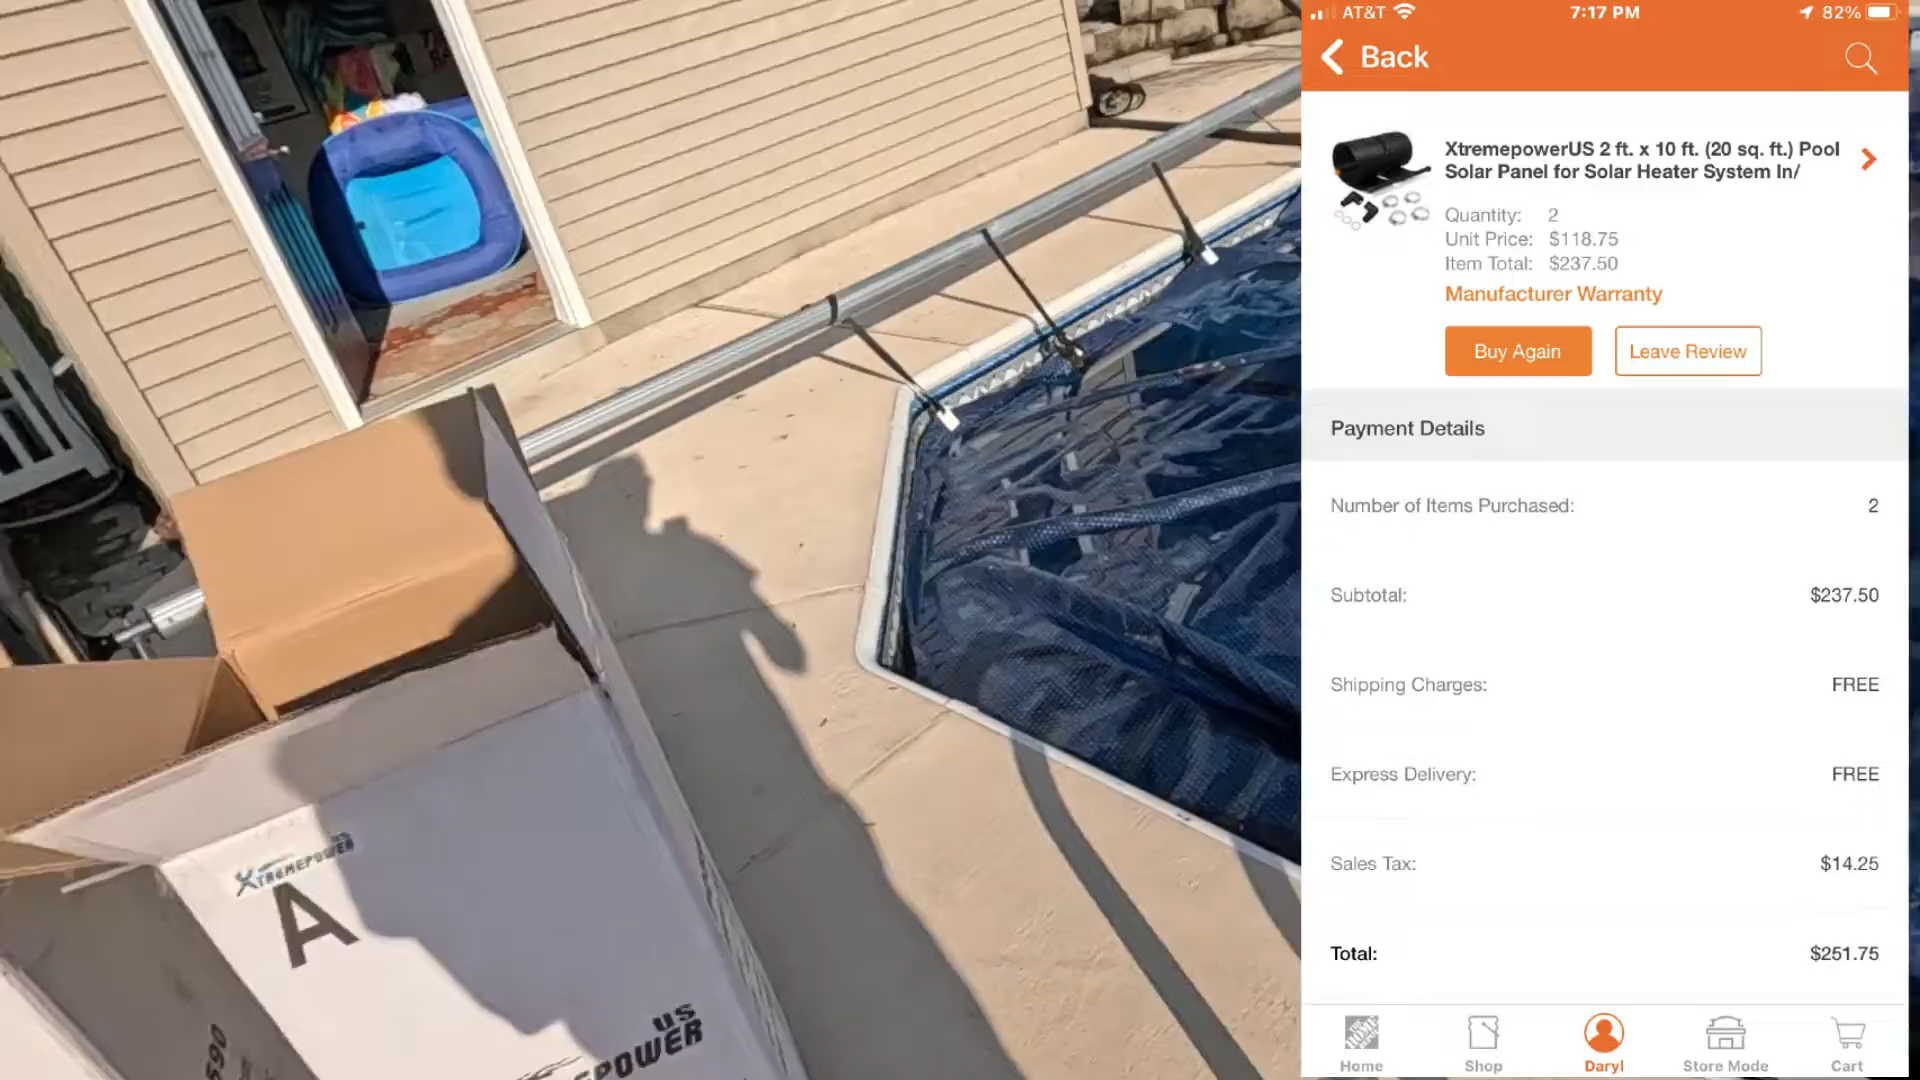 AT&T
7:17 PM
82%
Back
XtremepowerUS 2 ft. x 10 ft. (20 sq. ft.) Pool
Solar Panel for Solar Heater System In/
Quantity: 2
Unit Price: $118.75
Item Total: $237.50
Manufacturer Warranty
Buy Again
Leave Review
Payment Details
Number of Items Purchased: 2
Subtotal: $237.50
Shipping Charges: FREE
Express Delivery: FREE
Sales Tax: $14.25
Total: $251.75
Home
Shop
Daryl
Store Mode
Cart
XTREMEPOWER
A
US